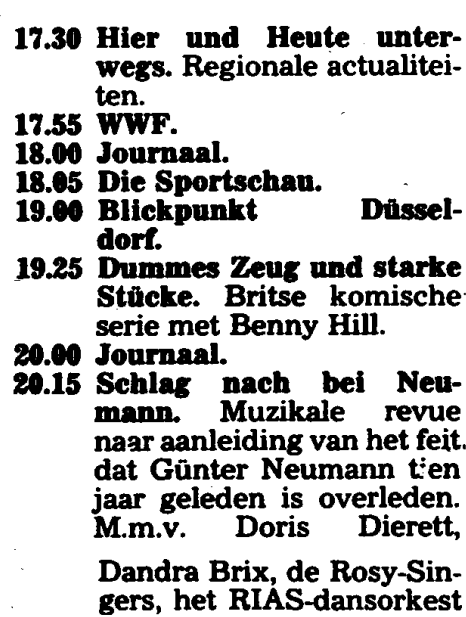 17.30 Hier und Heute unter-
wegs. Regionale actualitei-
ten.
17.55 WWF.
18.00 Journaal.
18.05 Die Sportschau.
19.00 Blickpunkt Düssel-
dorf.
19.25 Dummes Zeug und starke
Stücke. Britse komische
serie met Benny Hill.
20.00 Journaal.
20.15 Schlag nach bei Neu-
mann. Muzikale revue
naar aanleiding van het feit.
dat Günter Neumann tien
jaar geleden is overleden.
M.m.v. Doris Dierett,
Dandra Brix, de Rosy-Sin-
gers, het RIAS-dansorkest